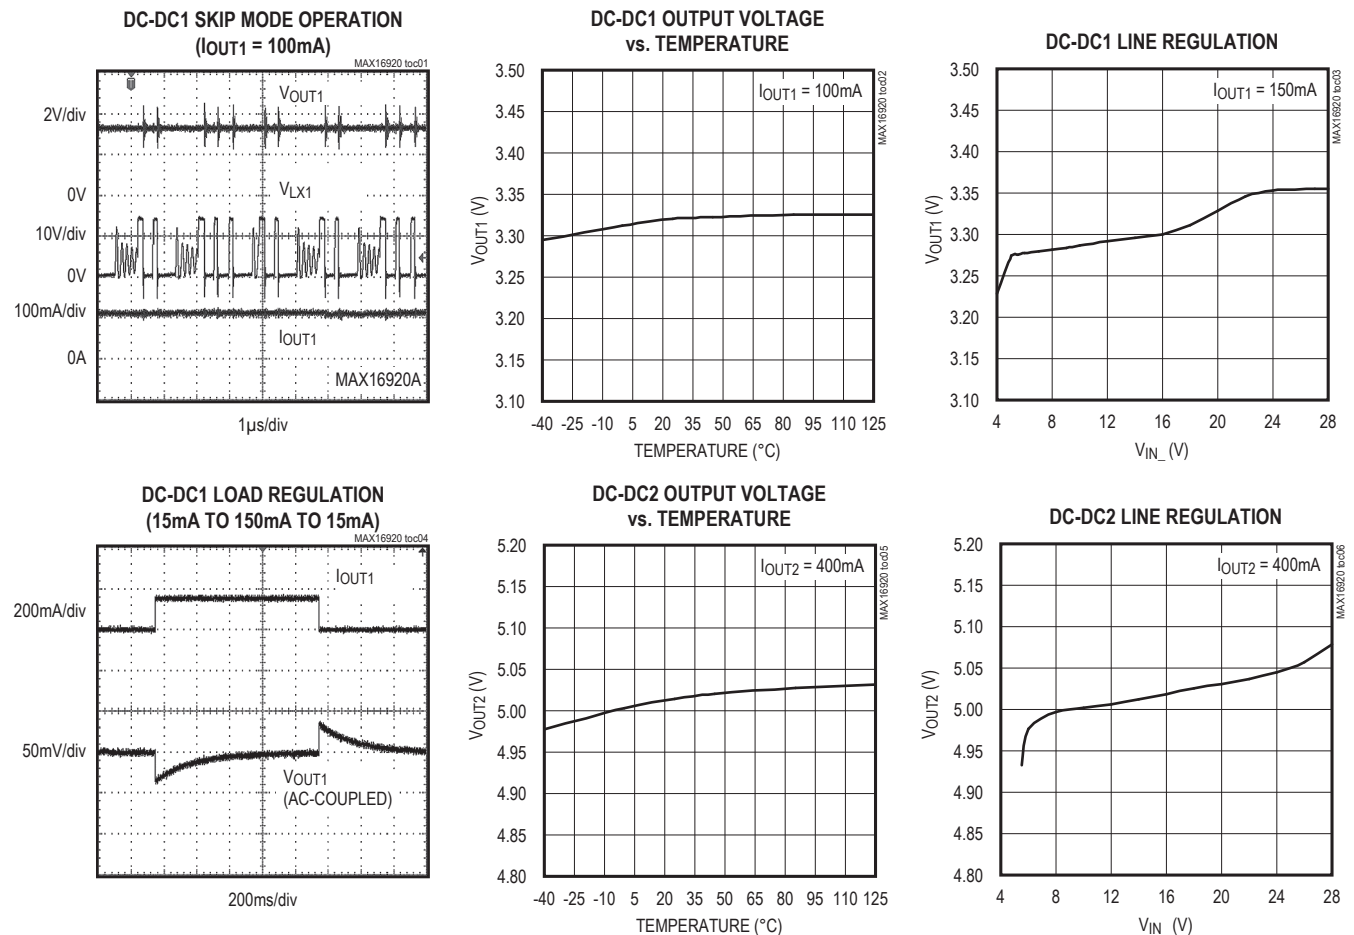 DC-DC1 SKIP MODE OPERATION
(IOUT1 = 100mA)
MAX16920 toc01
VOUT1
2V/div
0V
VLX1
10V/div
0V
100mA/div
IOUT1
0A
MAX16920A
1µs/div
DC-DC1 OUTPUT VOLTAGE
vs. TEMPERATURE
MAX16920 toc02
IOUT1 = 100mA
3.50
3.45
3.40
3.35
3.30
3.25
3.20
3.15
3.10
VOUT1 (V)
-40 -25 -10 5 20 35 50 65 80 95 110 125
TEMPERATURE (°C)
DC-DC1 LINE REGULATION
MAX16920 toc03
IOUT1 = 150mA
3.50
3.45
3.40
3.35
3.30
3.25
3.20
3.15
3.10
VOUT1 (V)
4 8 12 16 20 24 28
VIN_ (V)
DC-DC1 LOAD REGULATION
(15mA TO 150mA TO 15mA)
MAX16920 toc04
IOUT1
200mA/div
50mV/div
VOUT1
(AC-COUPLED)
200ms/div
DC-DC2 OUTPUT VOLTAGE
vs. TEMPERATURE
MAX16920 toc05
IOUT2 = 400mA
5.20
5.15
5.10
5.05
5.00
4.95
4.90
4.85
4.80
VOUT2 (V)
-40 -25 -10 5 20 35 50 65 80 95 110 125
TEMPERATURE (°C)
DC-DC2 LINE REGULATION
MAX16920 toc06
IOUT2 = 400mA
5.20
5.15
5.10
5.05
5.00
4.95
4.90
4.85
4.80
VOUT2 (V)
4 8 12 16 20 24 28
VIN_ (V)